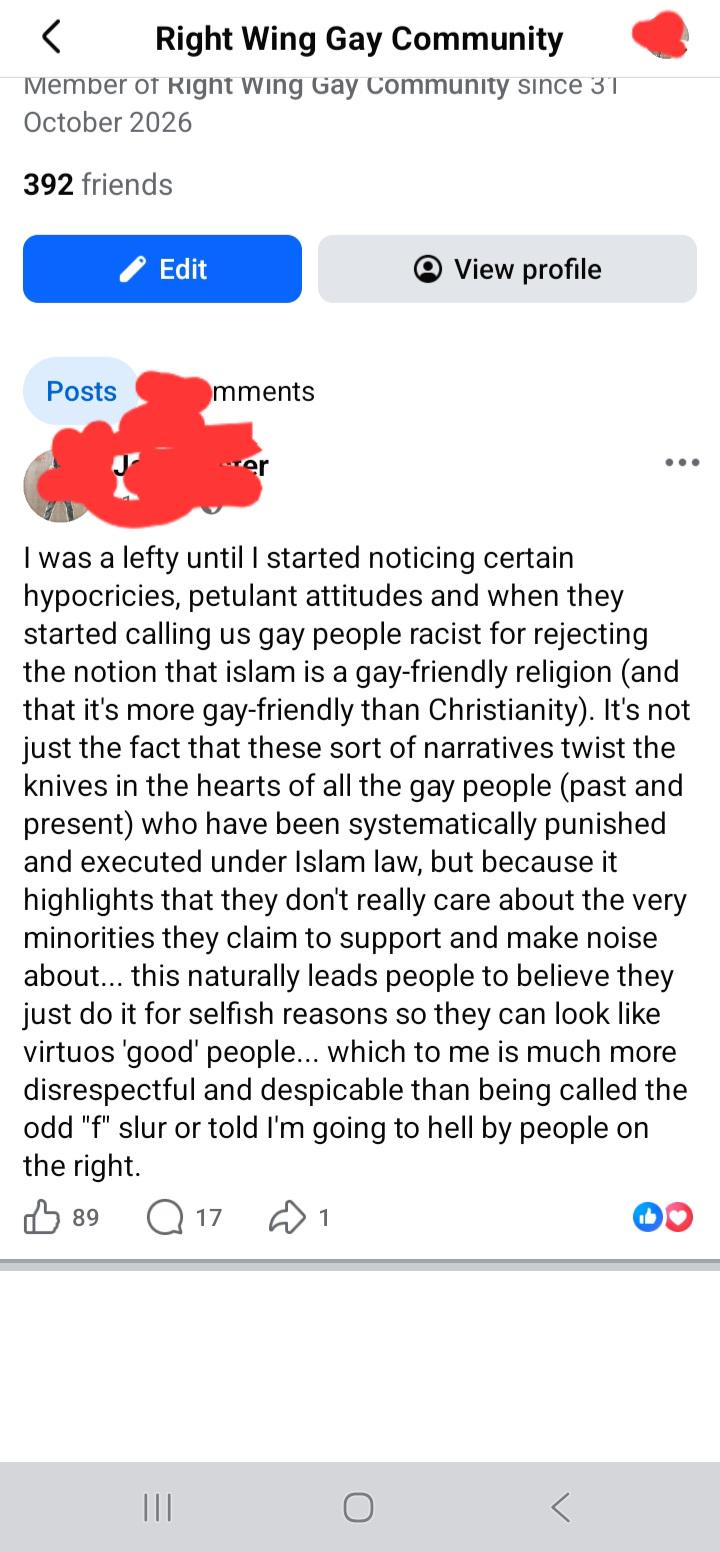 Right Wing Gay Community
Member of Right Wing Gay Community since 31
October 2026
392 friends
Edit
View profile
Posts
mments
er
I was a lefty until I started noticing certain
hypocricies, petulant attitudes and when they
started calling us gay people racist for rejecting
the notion that islam is a gay-friendly religion (and
that it's more gay-friendly than Christianity). It's not
just the fact that these sort of narratives twist the
knives in the hearts of all the gay people (past and
present) who have been systematically punished
and executed under Islam law, but because it
highlights that they don't really care about the very
minorities they claim to support and make noise
about... this naturally leads people to believe they
just do it for selfish reasons so they can look like
virtuos 'good' people... which to me is much more
disrespectful and despicable than being called the
odd "f" slur or told I'm going to hell by people on
the right.
89 17 1